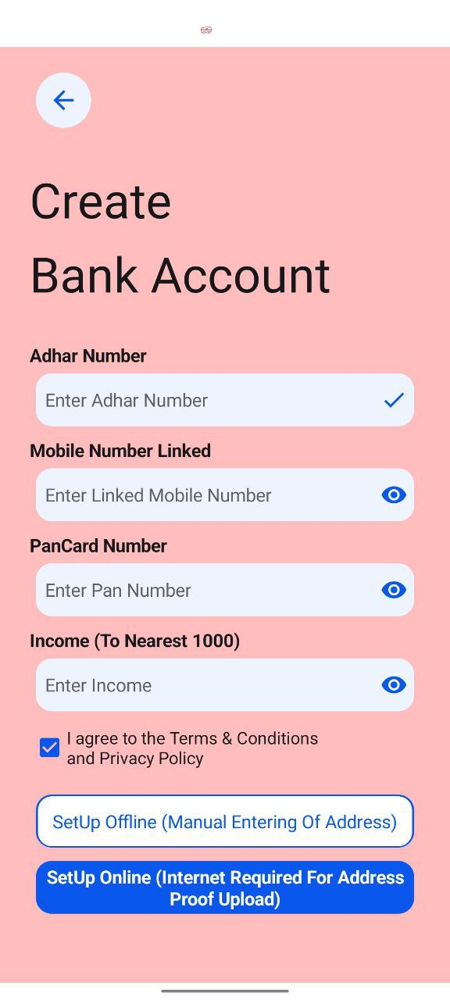 Create
Bank Account
Adhar Number
Enter Adhar Number
Mobile Number Linked
Enter Linked Mobile Number
PanCard Number
Enter Pan Number
Income (To Nearest 1000)
Enter Income
I agree to the Terms & Conditions
and Privacy Policy
SetUp Offline (Manual Entering Of Address)
SetUp Online (Internet Required For Address
Proof Upload)